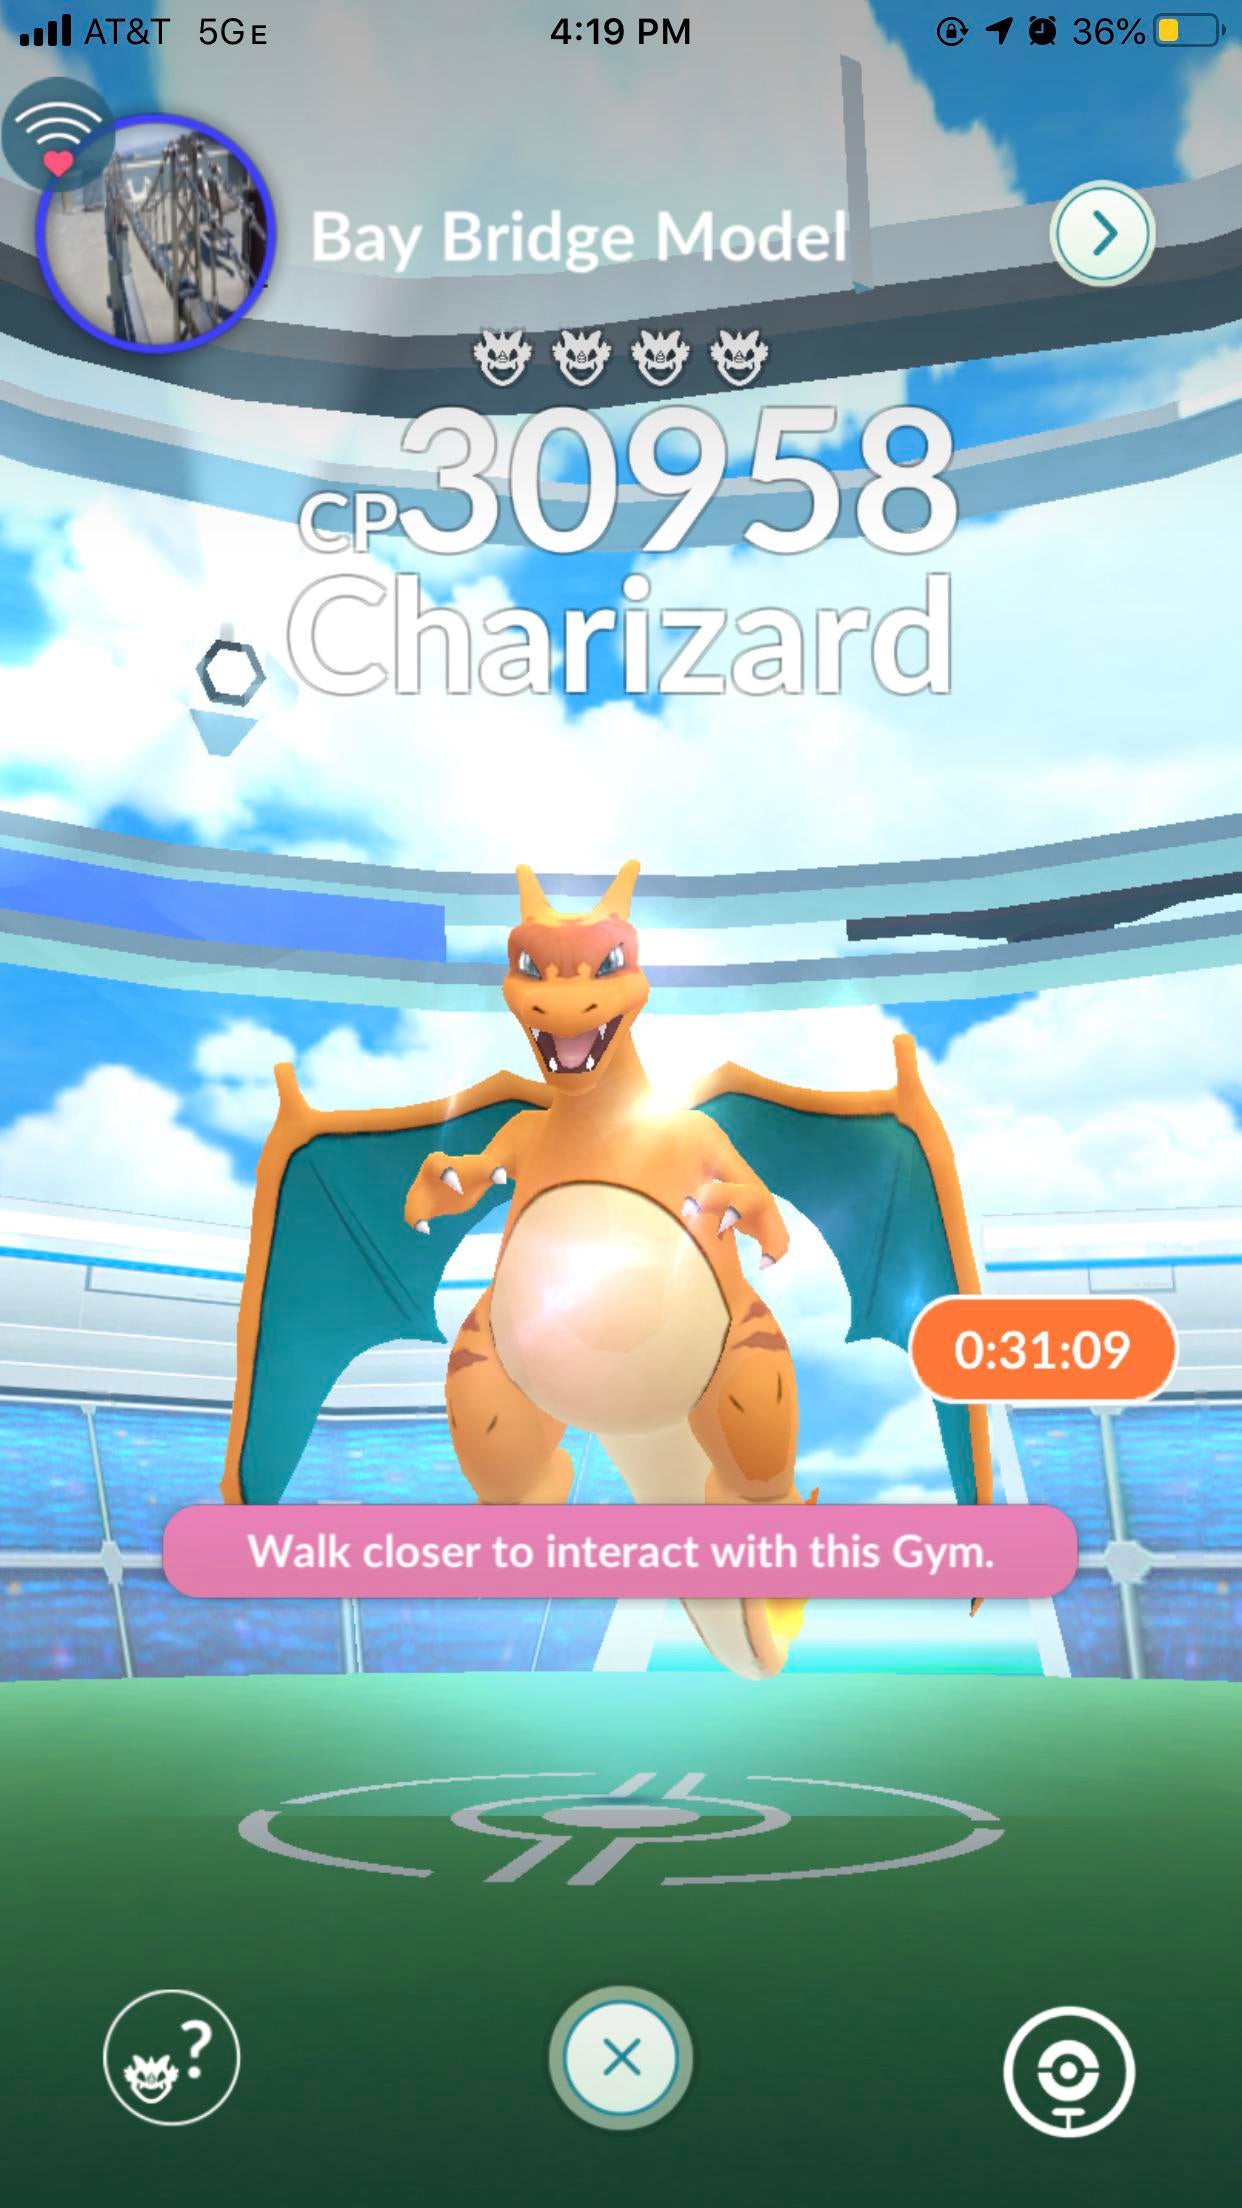 AT&T 5GE 4:19 PM 36%
Bay Bridge Model
CP30958
Charizard
0:31:09
Walk closer to interact with this Gym.
?